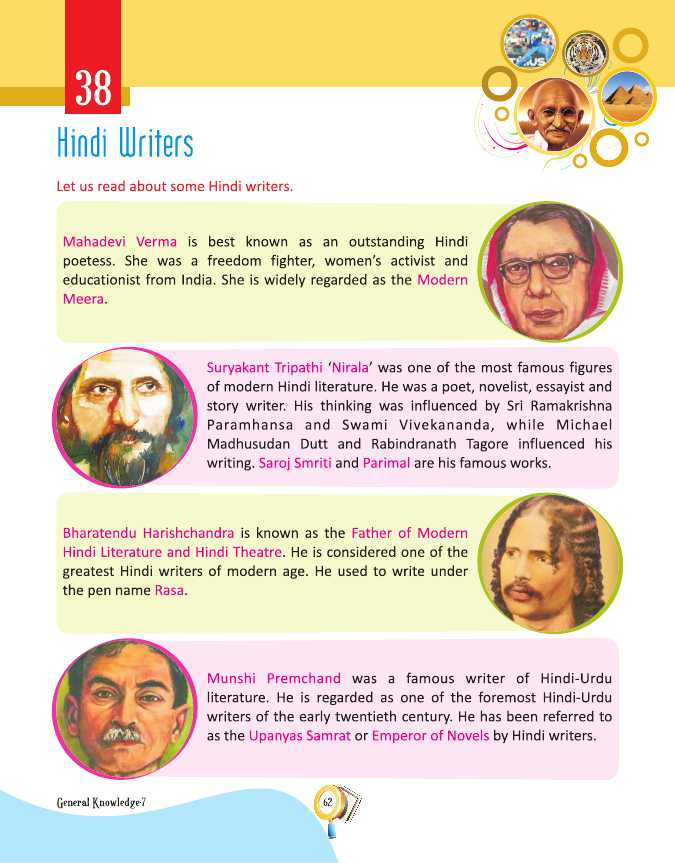 38
Hindi Writers
Let us read about some Hindi writers.
Mahadevi Verma is best known as an outstanding Hindi
poetess. She was a freedom fighter, women's activist and
educationist from India. She is widely regarded as the Modern
Meera.
Suryakant Tripathi ‘Nirala’ was one of the most famous figures
of modern Hindi literature. He was a poet, novelist, essayist and
story writer. His thinking was influenced by Sri Ramakrishna
Paramhansa and Swami Vivekananda, while Michael
Madhusudan Dutt and Rabindranath Tagore influenced his
writing. Saroj Smriti and Parimal are his famous works.
Bharatendu Harishchandra is known as the Father of Modern
Hindi Literature and Hindi Theatre. He is considered one of the
greatest Hindi writers of modern age. He used to write under
the pen name Rasa.
Munshi Premchand was a famous writer of Hindi-Urdu
literature. He is regarded as one of the foremost Hindi-Urdu
writers of the early twentieth century. He has been referred to
as the Upanyas Samrat or Emperor of Novels by Hindi writers.
General Knowledge-7
62